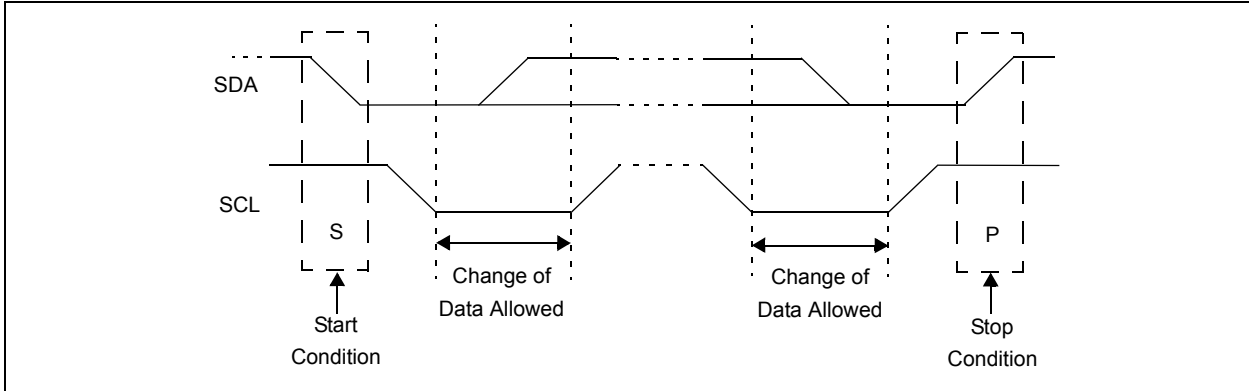 SDA
SCL
S
P
Change of
Data Allowed
Change of
Data Allowed
Start
Condition
Stop
Condition